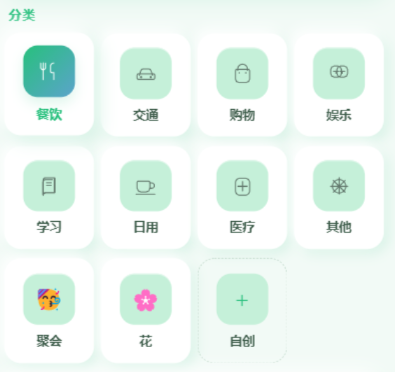 分类
餐饮 交通 购物 娱乐
学习 日用 医疗 其他
聚会 花 自创